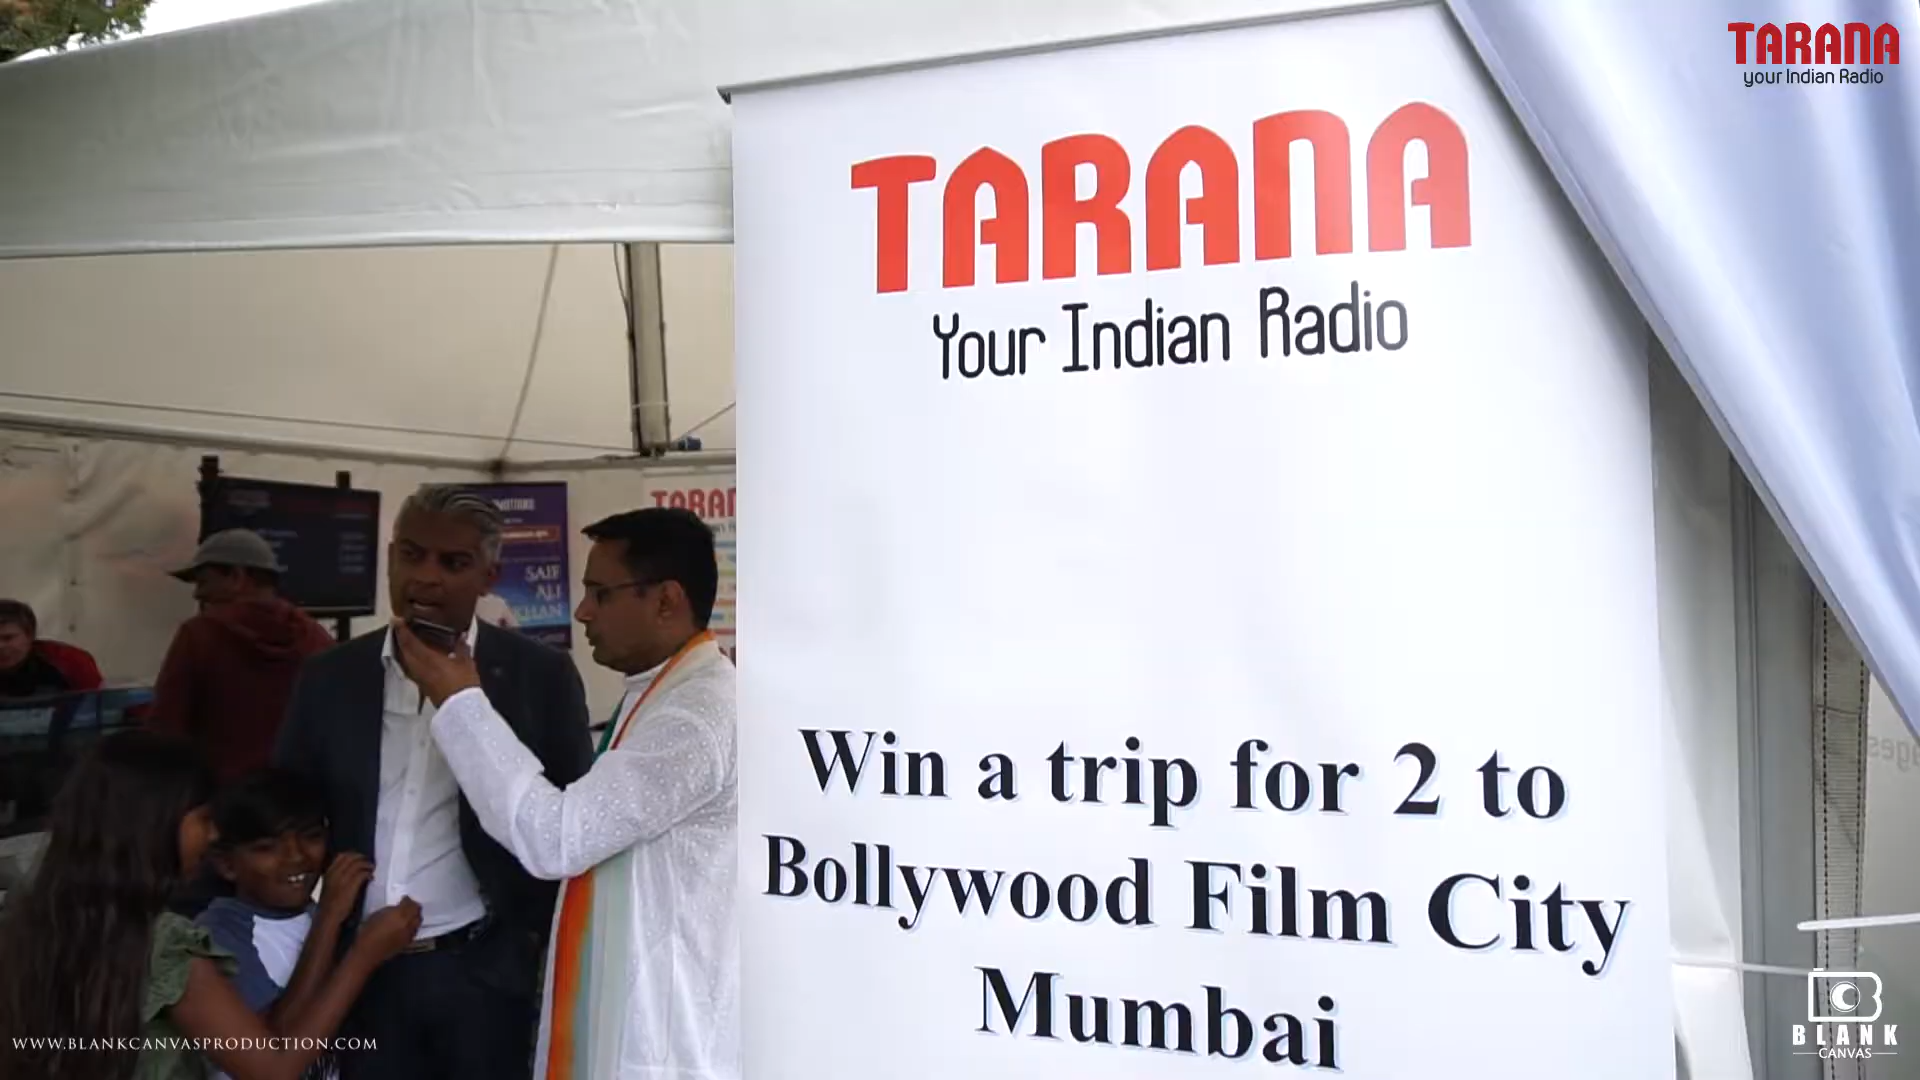 TARANA
your Indian Radio
TARANA
Your Indian Radio
SAIF
ALI
KHAN
Win a trip for 2 to
Bollywood Film City
Mumbai
WWW.BLANKCANVASPRODUCTION.COM
BLANK
CANVAS